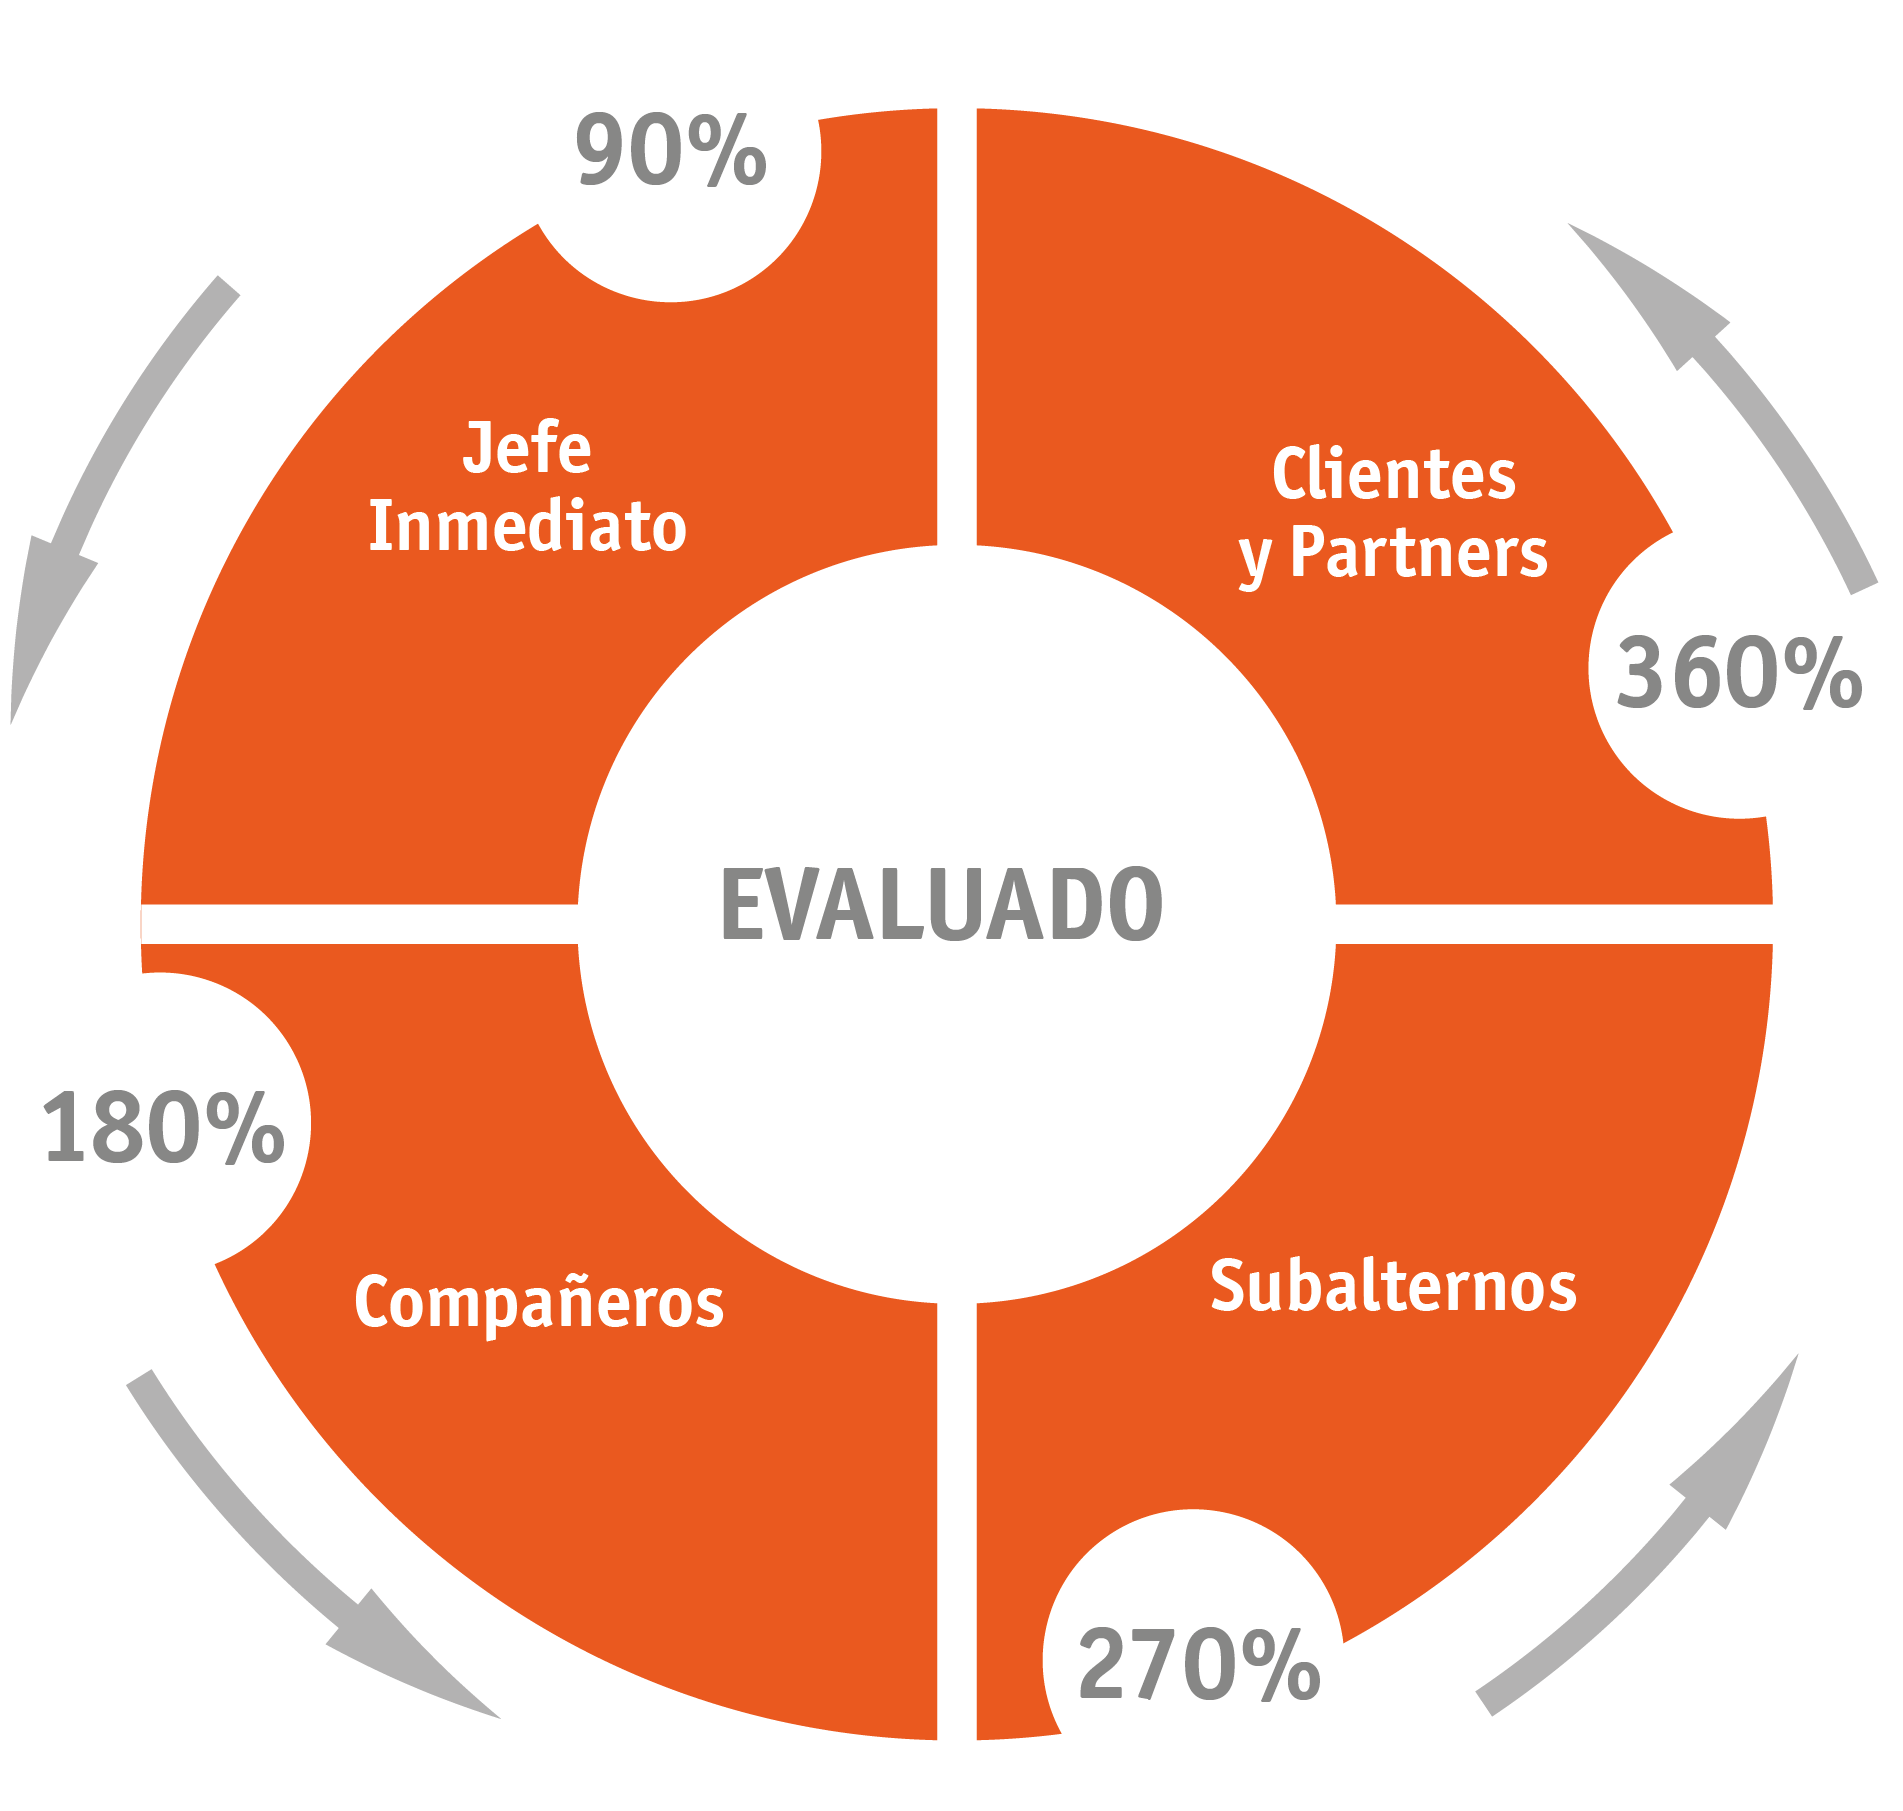 90%
Jefe
Inmediato
Clientes
y Partners
360%
EVALUADO
180%
Compañeros
Subalternos
270%